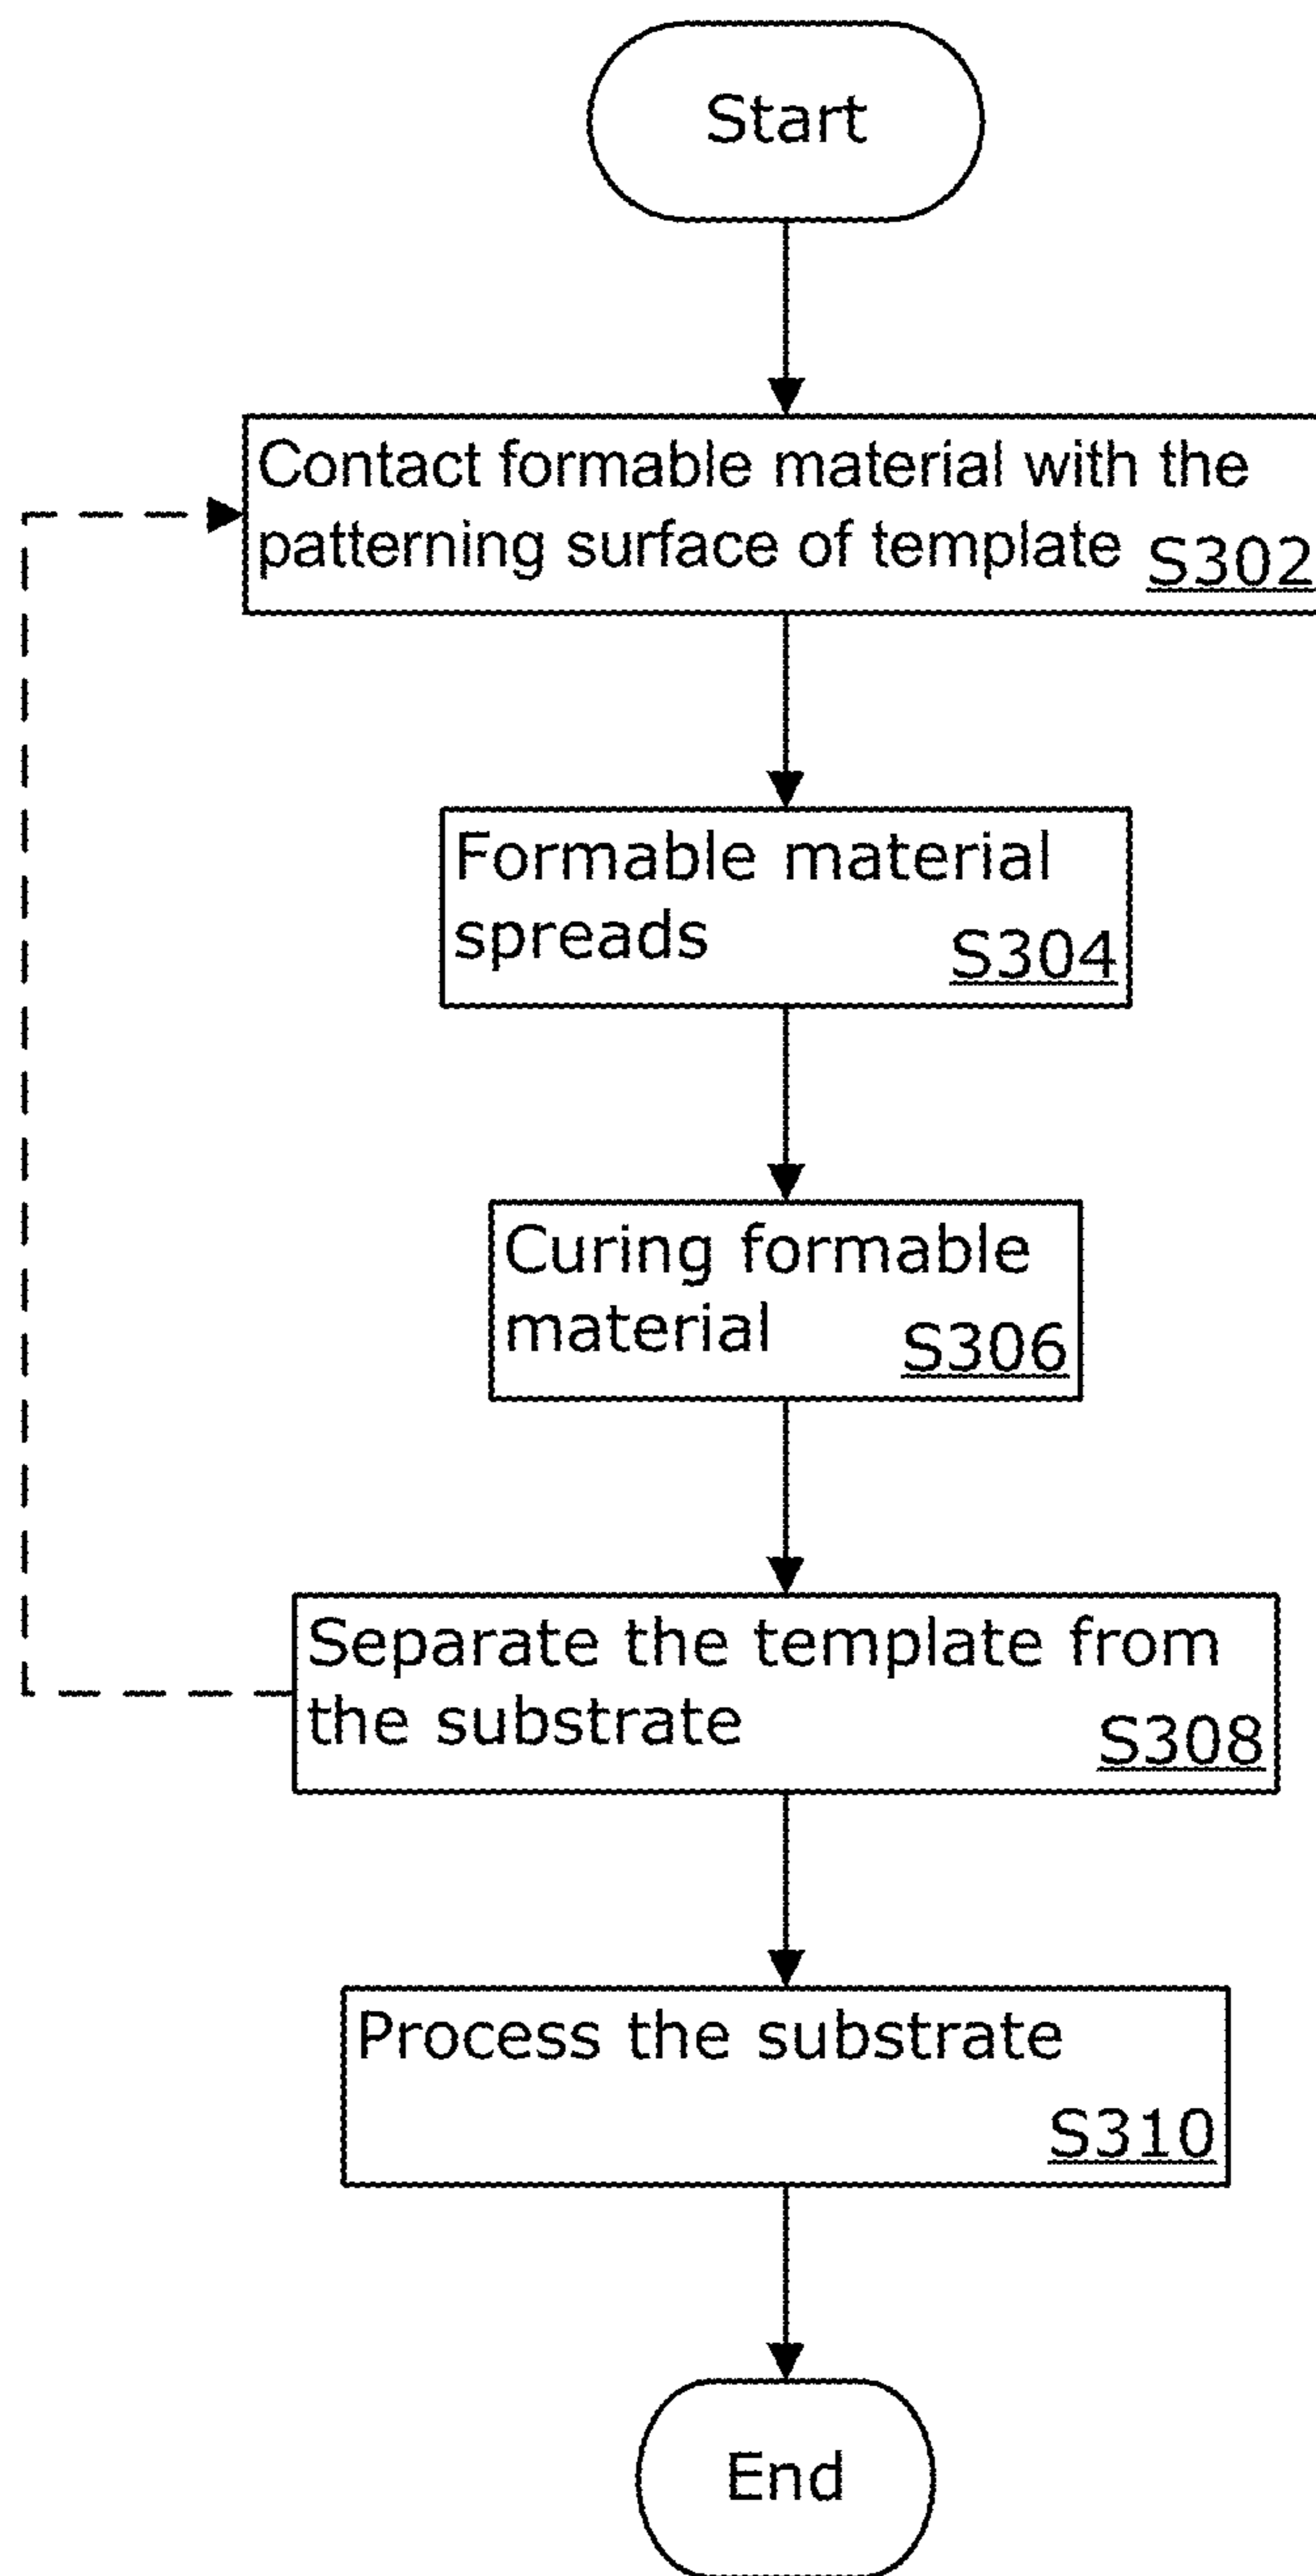 Start
Contact formable material with the
patterning surface of template S302
Formable material
spreads S304
Curing formable
material S306
Separate the template from
the substrate S308
Process the substrate
S310
End